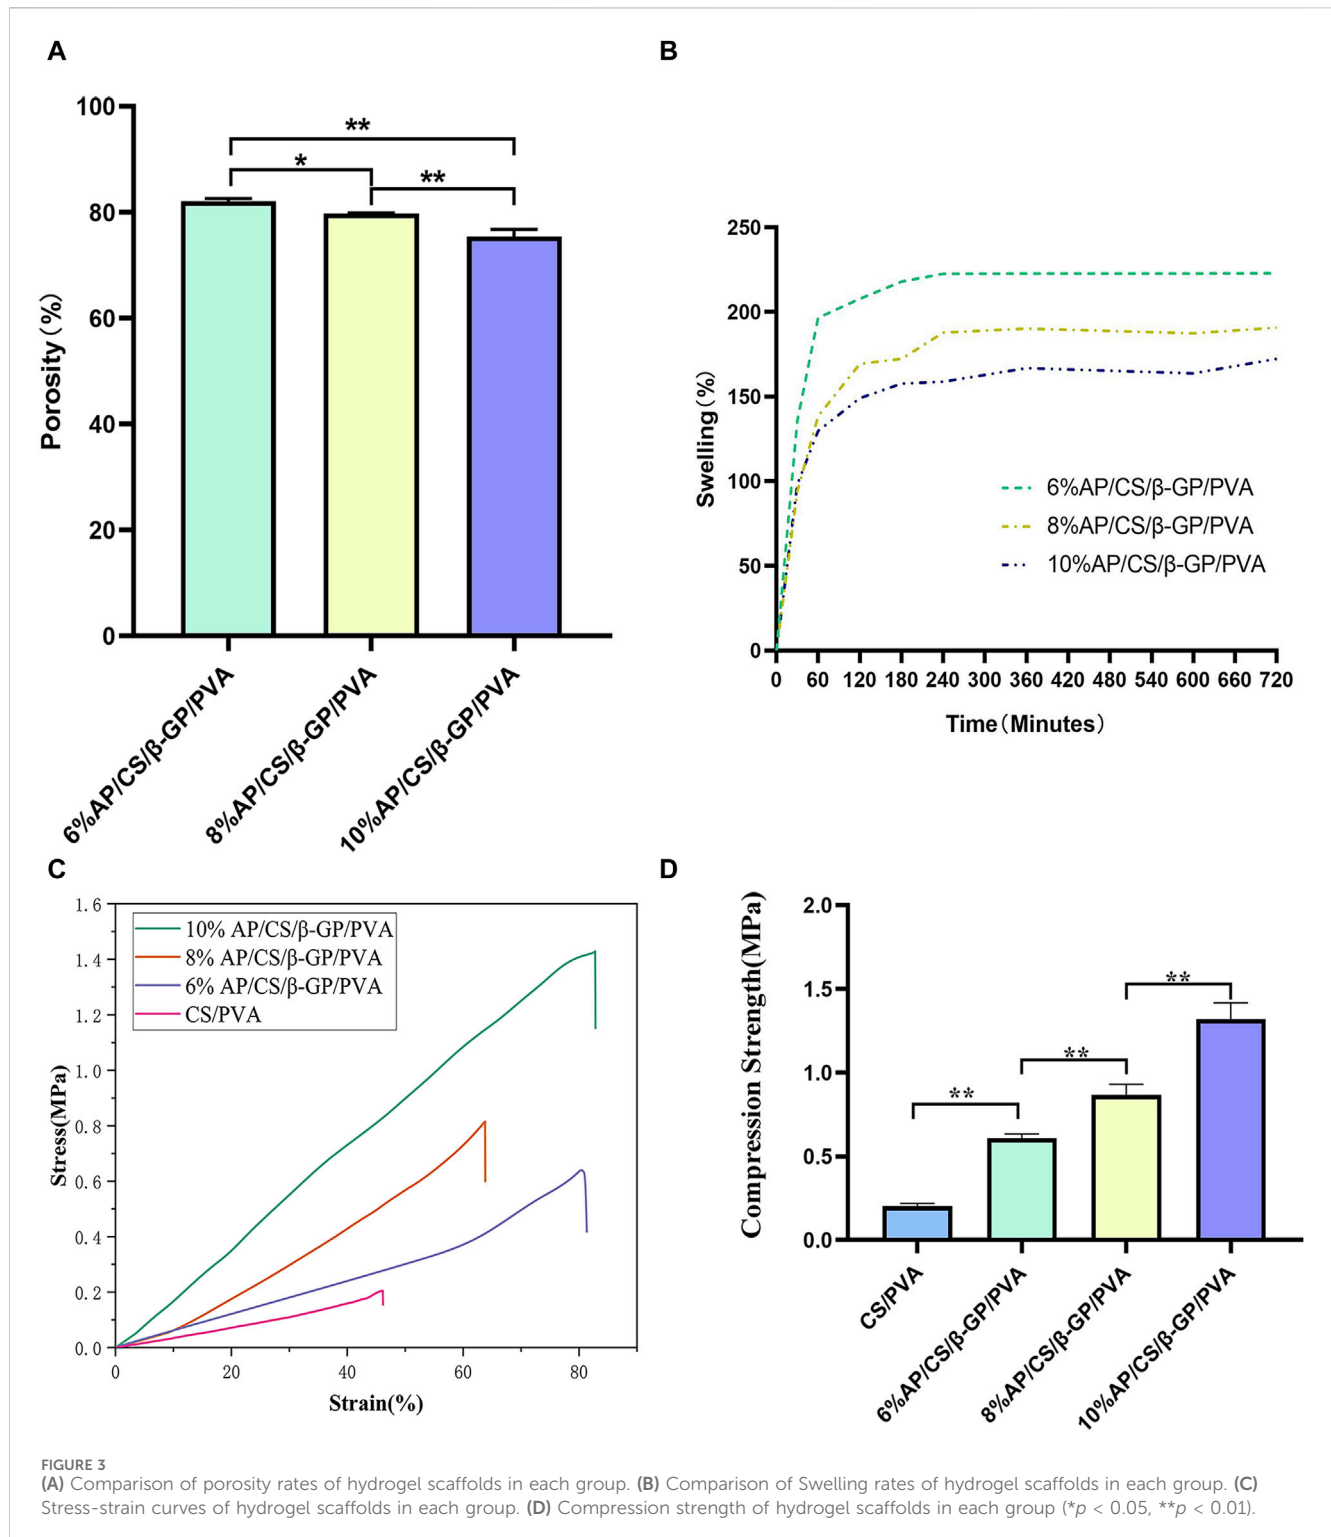 A
B
100
80
60
40
20
0
Porosity(%)
**
*
**
6%AP/CS/β-GP/PVA
8%AP/CS/β-GP/PVA
10%AP/CS/β-GP/PVA
250
200
150
100
50
0
Swelling(%)
6%AP/CS/β-GP/PVA
8%AP/CS/β-GP/PVA
10%AP/CS/β-GP/PVA
0 60 120 180 240 300 360 420 480 540 600 660 720
Time(Minutes)
C
D
1.6
1.4
1.2
1.0
0.8
0.6
0.4
0.2
0.0
Stress(MPa)
10% AP/CS/β-GP/PVA
8% AP/CS/β-GP/PVA
6% AP/CS/β-GP/PVA
CS/PVA
0 20 40 60 80
Strain(%)
2.0
1.5
1.0
0.5
0.0
Compression Strength(MPa)
**
**
**
CS/PVA
6%AP/CS/β-GP/PVA
8%AP/CS/β-GP/PVA
10%AP/CS/β-GP/PVA
FIGURE 3
(A) Comparison of porosity rates of hydrogel scaffolds in each group. (B) Comparison of Swelling rates of hydrogel scaffolds in each group. (C)
Stress-strain curves of hydrogel scaffolds in each group. (D) Compression strength of hydrogel scaffolds in each group (*p < 0.05, **p < 0.01).